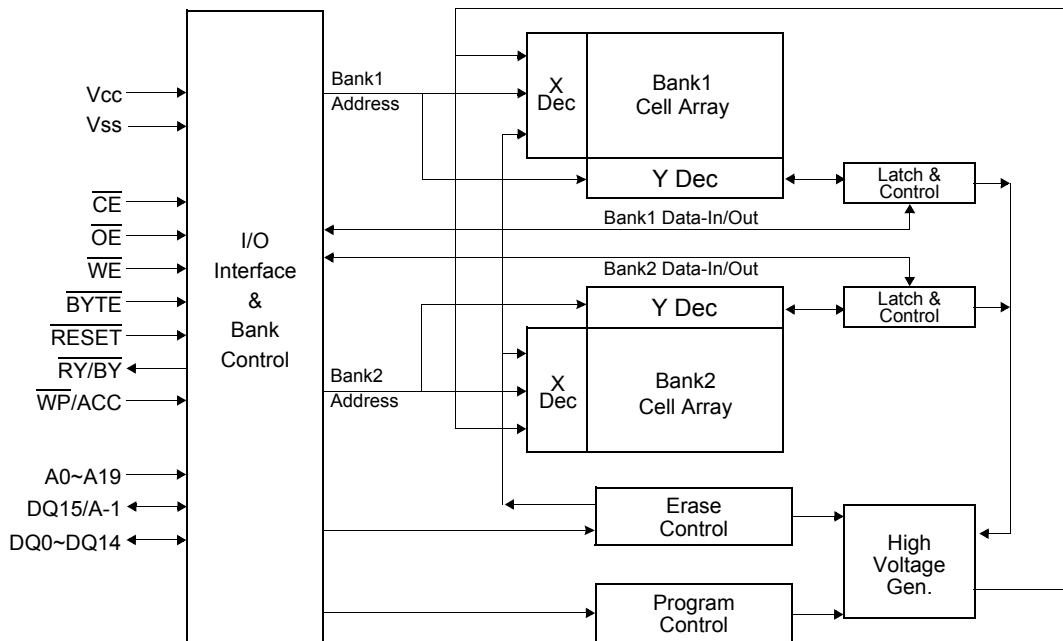 Vcc
Vss
CE
OE
WE
BYTE
RESET
RY/BY
WP/ACC
A0~A19
DQ15/A-1
DQ0~DQ14
I/O
Interface
&
Bank
Control
Bank1
Address
X
Dec
Bank1
Cell Array
Y Dec
Latch &
Control
Bank1 Data-In/Out
Bank2 Data-In/Out
Y Dec
Latch &
Control
Bank2
Address
X
Dec
Bank2
Cell Array
Erase
Control
High
Voltage
Gen.
Program
Control